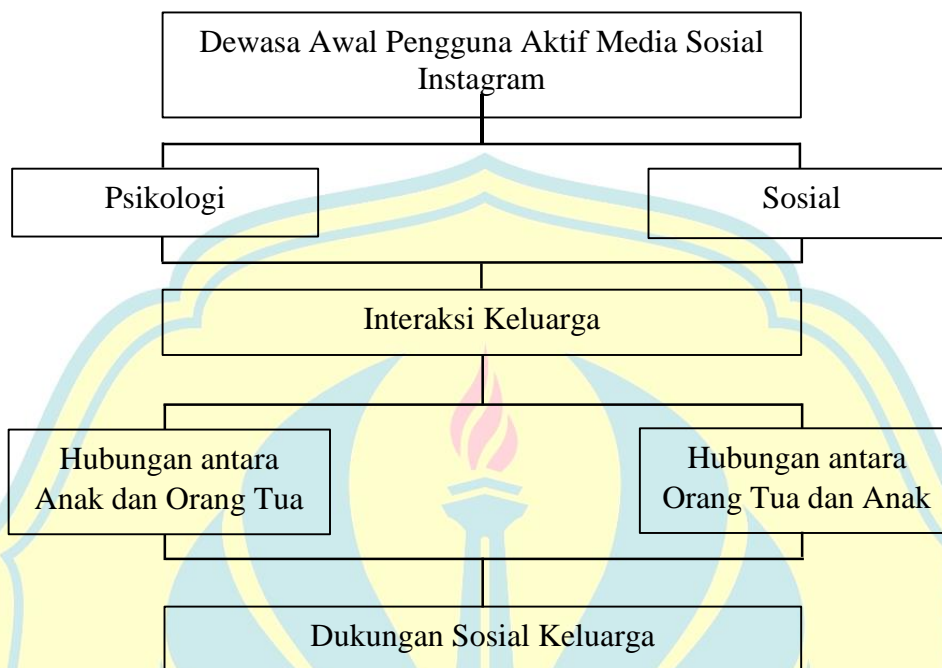 Dewasa Awal Pengguna Aktif Media Sosial
Instagram
Psikologi
Sosial
Interaksi Keluarga
Hubungan antara
Anak dan Orang Tua
Hubungan antara
Orang Tua dan Anak
Dukungan Sosial Keluarga